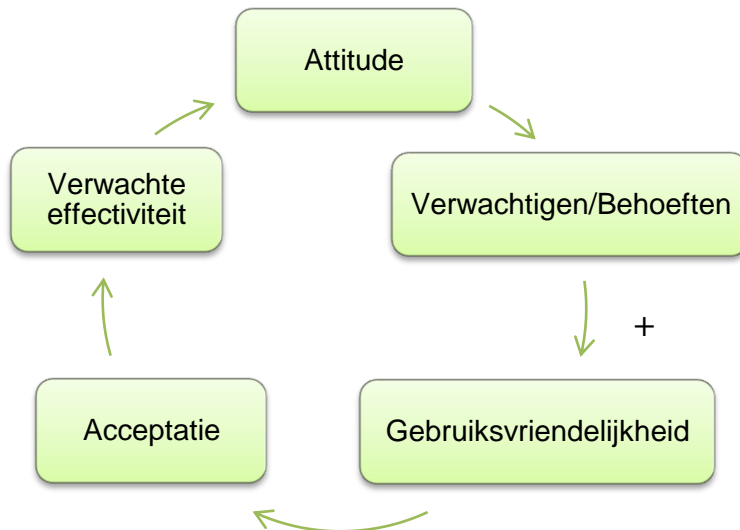 Attitude
Verwachtigen/Behoeften
+
Gebruiksvriendelijkheid
Acceptatie
Verwachte
effectiviteit